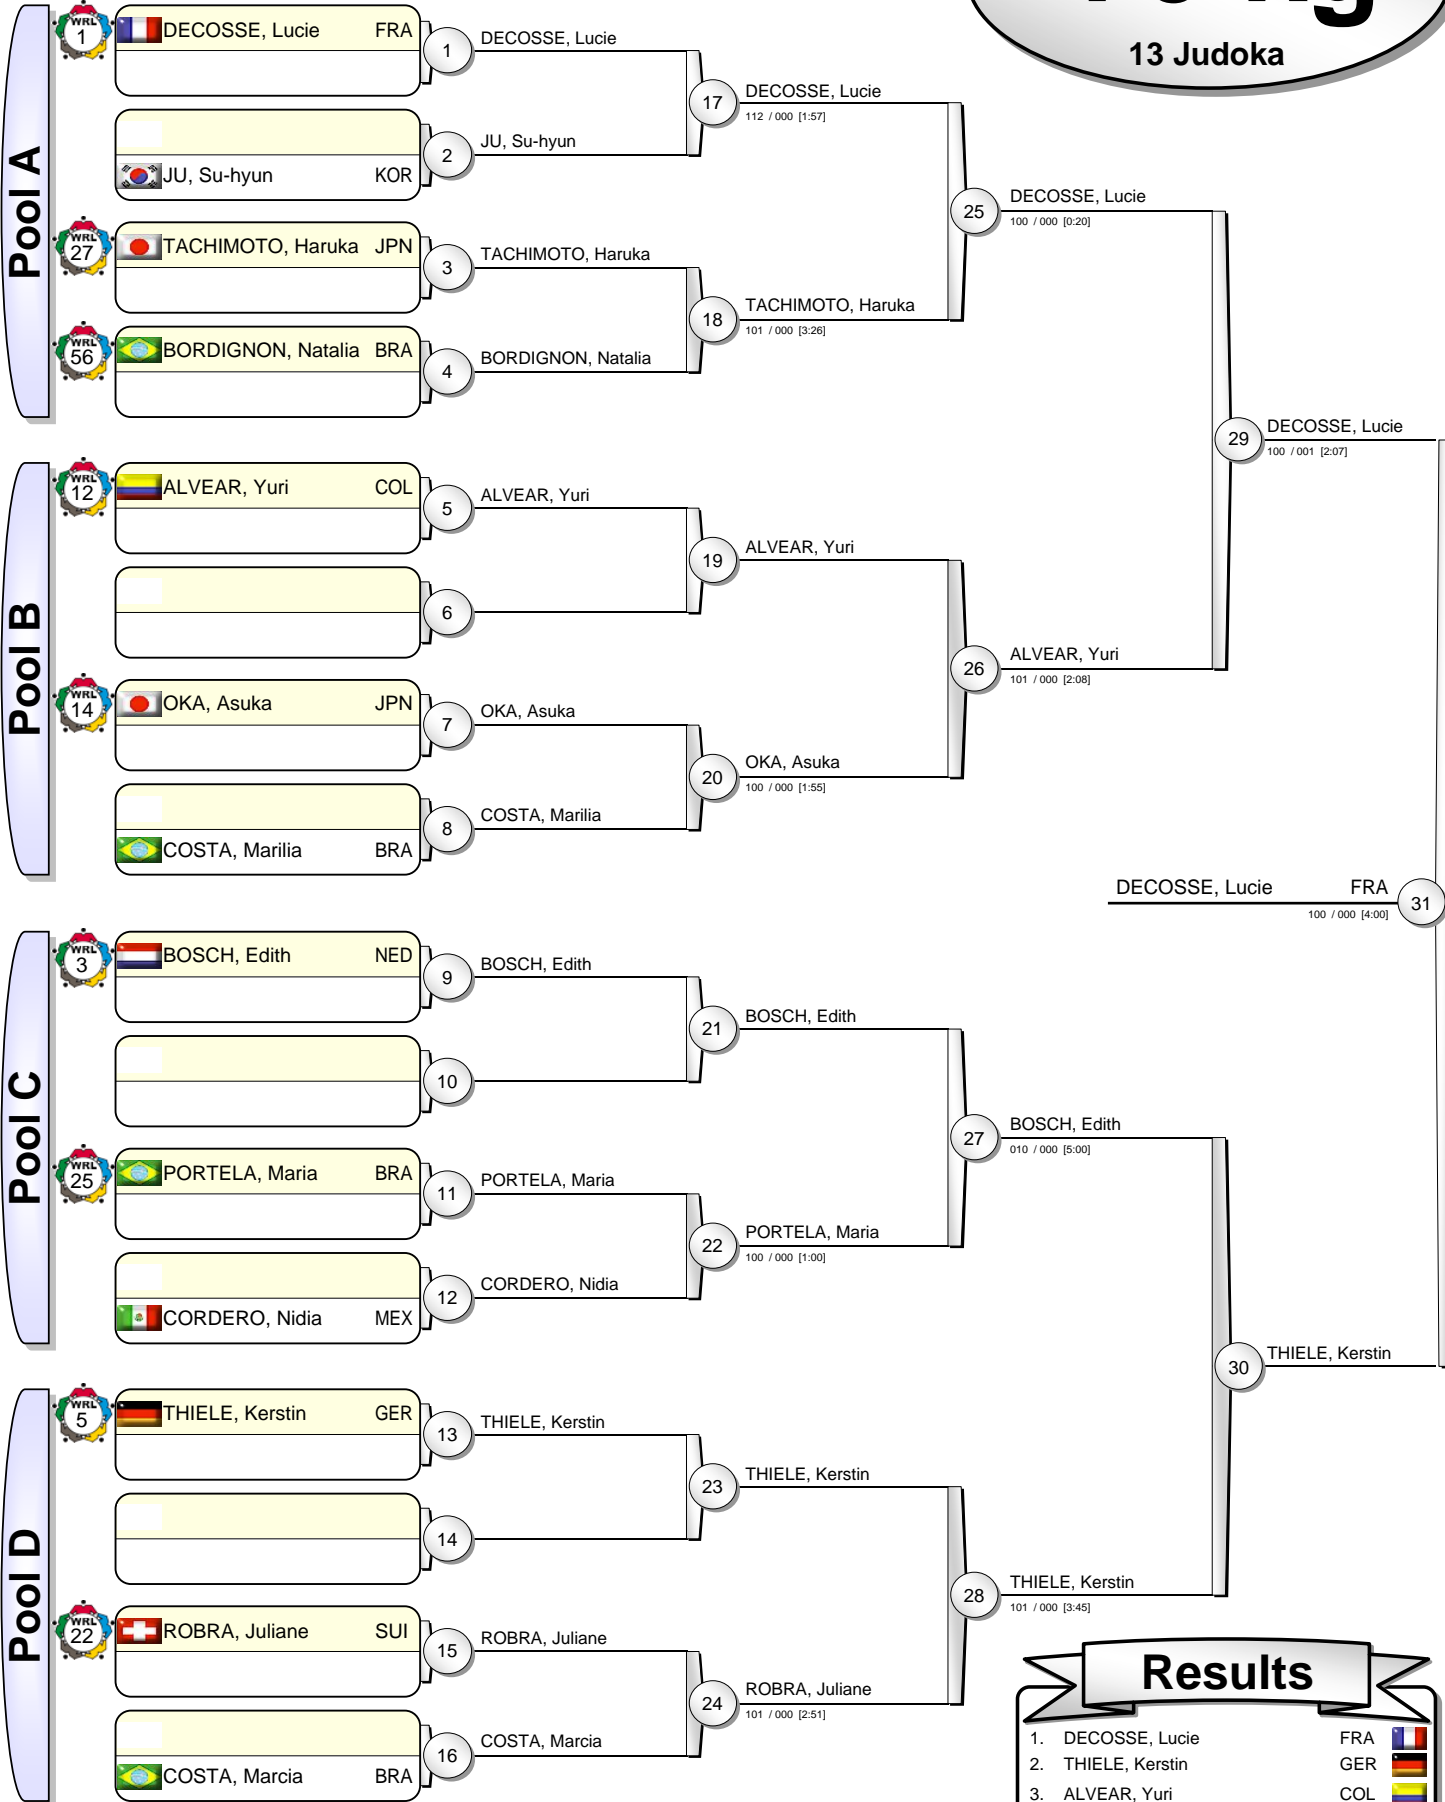 13 Judoka
Pool A
WRL 1
DECOSSE, Lucie FRA
1
DECOSSE, Lucie
JU, Su-hyun KOR
2
JU, Su-hyun
17
DECOSSE, Lucie
112 / 000 [1:57]
WRL 27
TACHIMOTO, Haruka JPN
3
TACHIMOTO, Haruka
WRL 56
BORDIGNON, Natalia BRA
4
BORDIGNON, Natalia
18
TACHIMOTO, Haruka
101 / 000 [3:26]
25
DECOSSE, Lucie
100 / 000 [0:20]
Pool B
WRL 12
ALVEAR, Yuri COL
5
ALVEAR, Yuri
6
19
ALVEAR, Yuri
WRL 14
OKA, Asuka JPN
7
OKA, Asuka
COSTA, Marilia BRA
8
COSTA, Marilia
20
OKA, Asuka
100 / 000 [1:55]
26
ALVEAR, Yuri
101 / 000 [2:08]
29
DECOSSE, Lucie
100 / 001 [2:07]
DECOSSE, Lucie FRA
100 / 000 [4:00]
31
Pool C
WRL 3
BOSCH, Edith NED
9
BOSCH, Edith
10
21
BOSCH, Edith
WRL 25
PORTELA, Maria BRA
11
PORTELA, Maria
CORDERO, Nidia MEX
12
CORDERO, Nidia
22
PORTELA, Maria
100 / 000 [1:00]
27
BOSCH, Edith
010 / 000 [5:00]
Pool D
WRL 5
THIELE, Kerstin GER
13
THIELE, Kerstin
14
23
THIELE, Kerstin
WRL 22
ROBRA, Juliane SUI
15
ROBRA, Juliane
COSTA, Marcia BRA
16
COSTA, Marcia
24
ROBRA, Juliane
101 / 000 [2:51]
28
THIELE, Kerstin
101 / 000 [3:45]
30
THIELE, Kerstin
Results
1. DECOSSE, Lucie FRA
2. THIELE, Kerstin GER
3. ALVEAR, Yuri COL